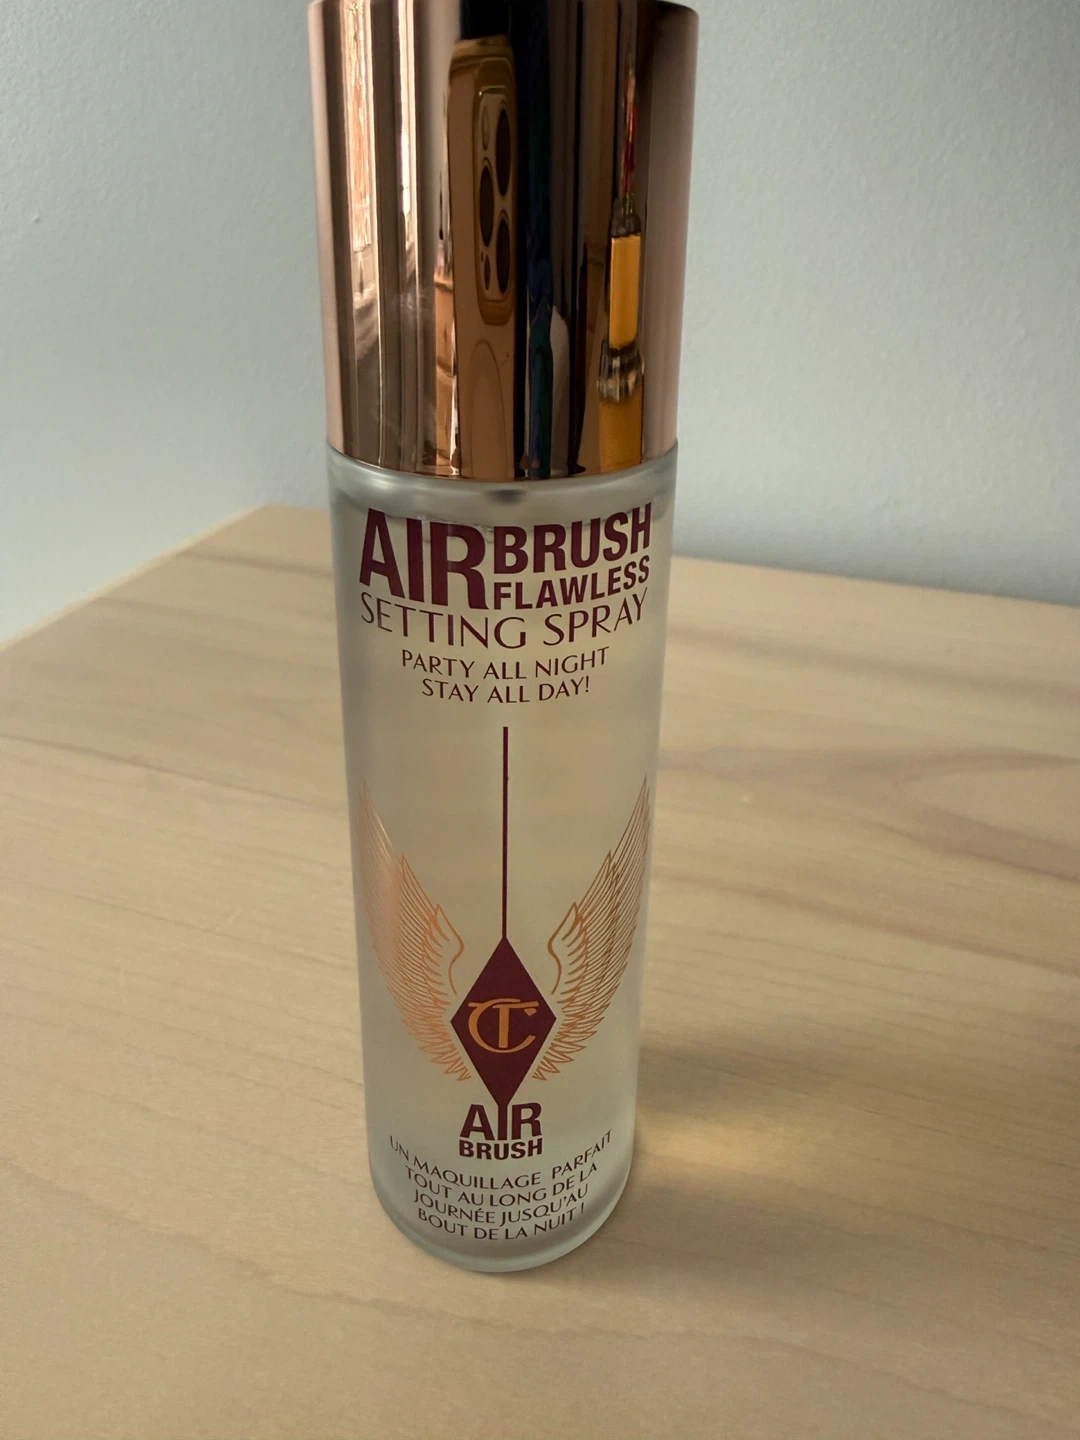 AIRBRUSH
FLAWLESS
SETTING SPRAY
PARTY ALL NIGHT
STAY ALL DAY!
CT
AIR
BRUSH
UN MAQUILLAGE PARFAIT
TOUT AU LONG DE LA
JOURNÉE JUSQU'AU
BOUT DE LA NUIT !